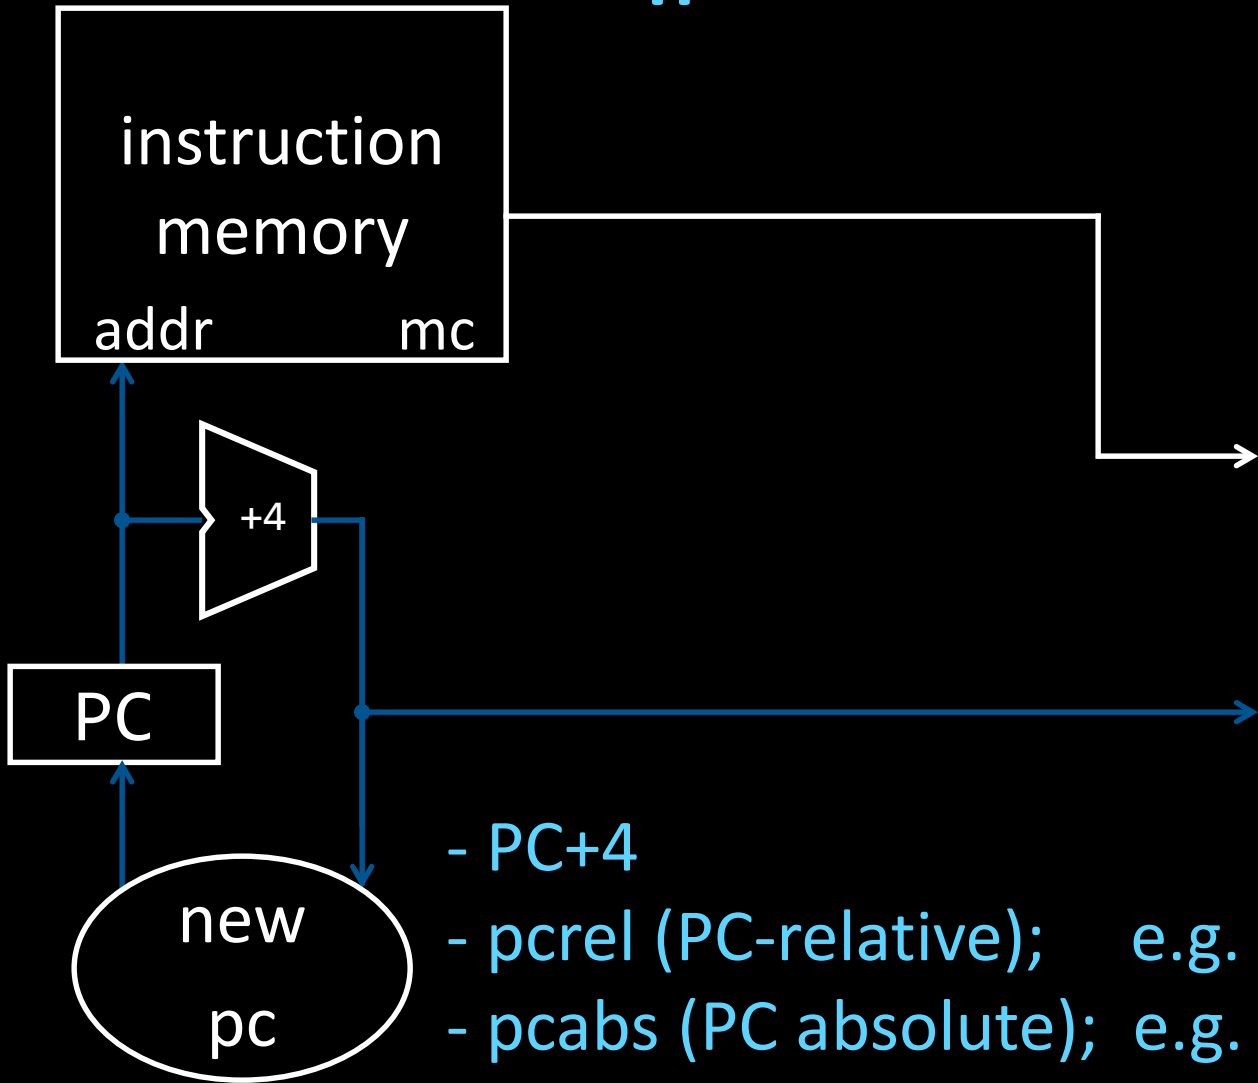 instruction
memory
addr mc
+4
PC
new
pc
- PC+4
- pcrel (PC-relative); e.g.
- pcabs (PC absolute); e.g.